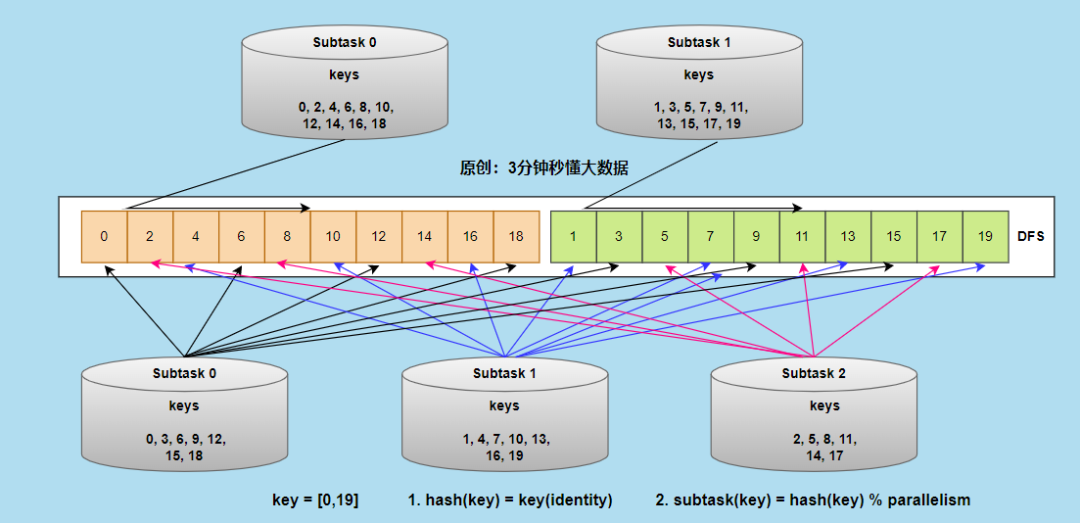 Subtask 0
keys
0, 2, 4, 6, 8, 10,
12, 14, 16, 18
Subtask 1
keys
1, 3, 5, 7, 9, 11,
13, 15, 17, 19
原创：3分钟秒懂大数据
0 2 4 6 8 10 12 14 16 18 1 3 5 7 9 11 13 15 17 19 DFS
Subtask 0
keys
0, 3, 6, 9, 12,
15, 18
Subtask 1
keys
1, 4, 7, 10, 13,
16, 19
Subtask 2
keys
2, 5, 8, 11,
14, 17
key = [0,19] 1. hash(key) = key(identity) 2. subtask(key) = hash(key) % parallelism